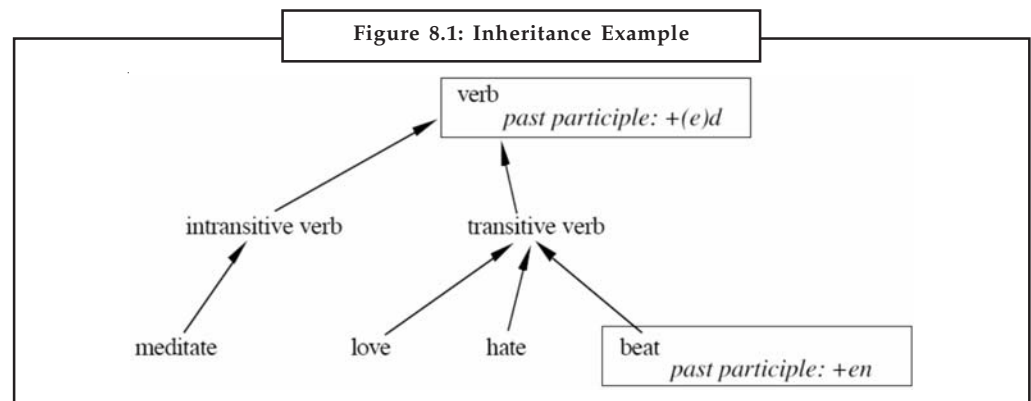 Figure 8.1: Inheritance Example
verb
past participle: +(e)d
intransitive verb
transitive verb
meditate
love
hate
beat
past participle: +en